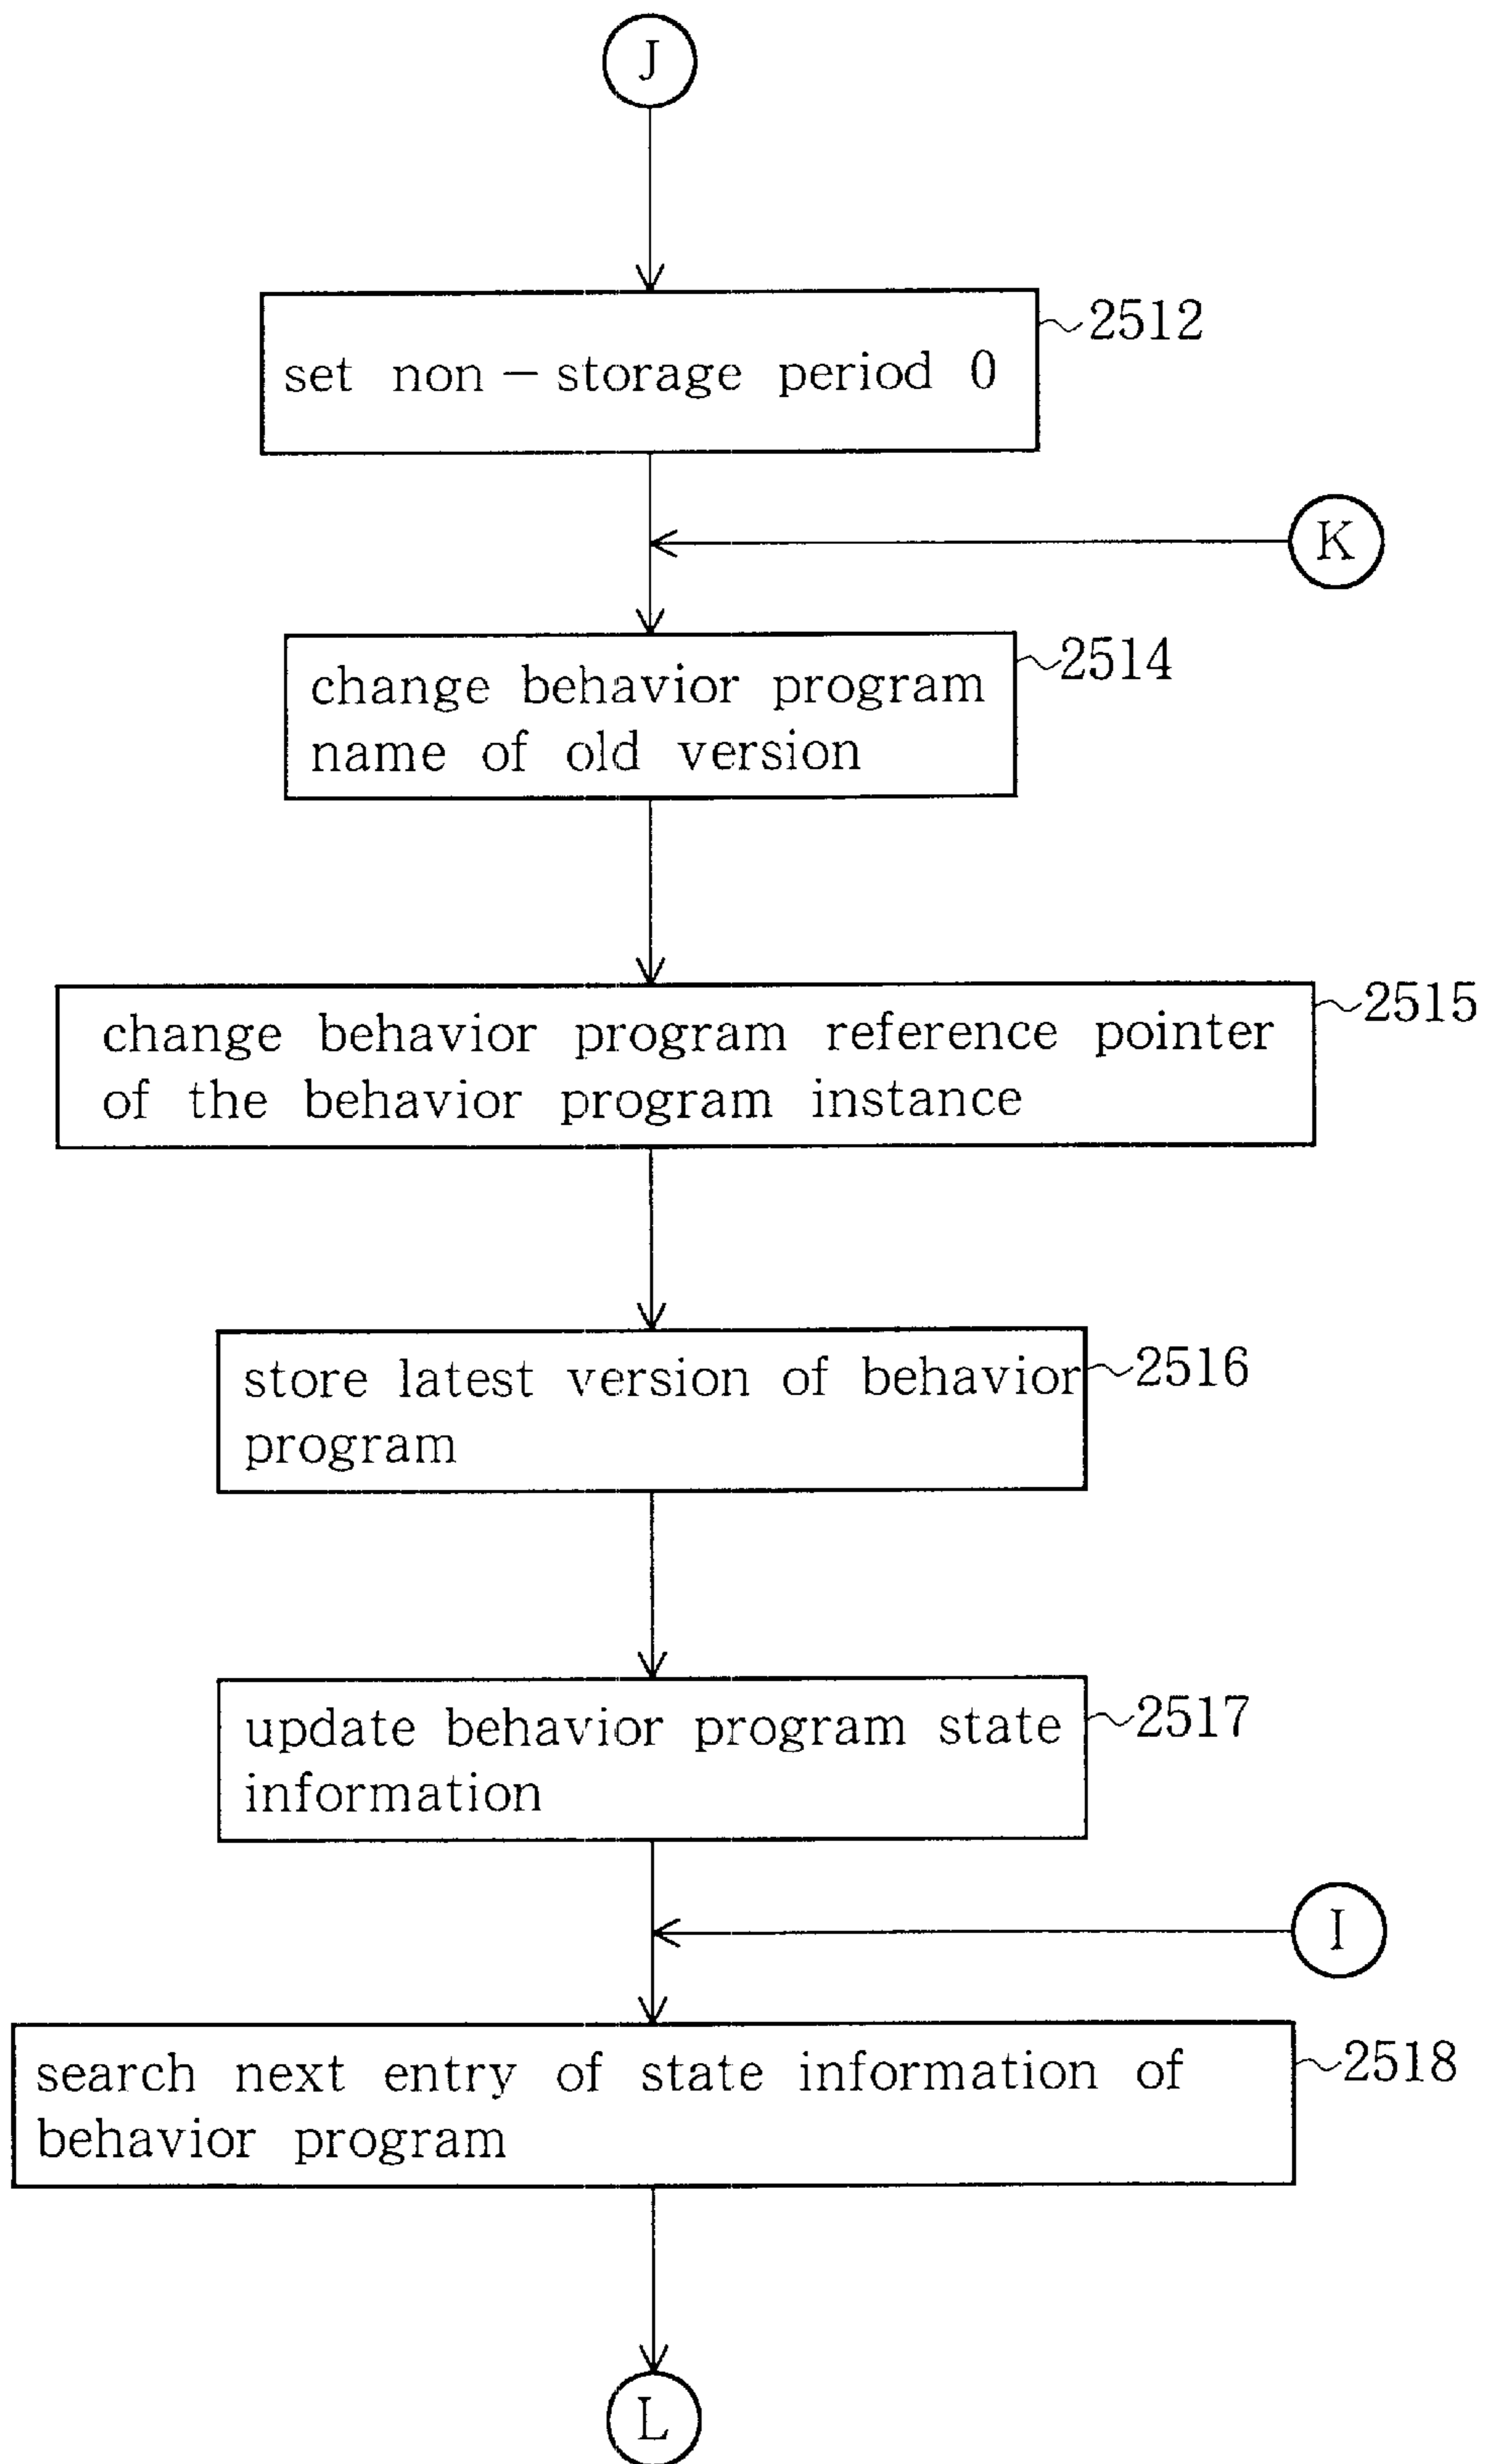 J
2512
set non — storage period 0
K
2514
change behavior program
name of old version
2515
change behavior program reference pointer
of the behavior program instance
2516
store latest version of behavior
program
2517
update behavior program state
information
I
2518
search next entry of state information of
behavior program
L